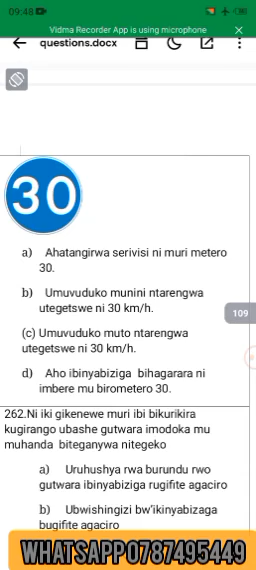 09:48
Vidma Recorder App is using microphone
questions.docx
30
a) Ahatangirwa serivisi ni muri metero
30.
b) Umuvuduko munini ntarengwa
utegetswe ni 30 km/h.
109
(c) Umuvuduko muto ntarengwa
utegetswe ni 30 km/h.
d) Aho ibinyabiziga bihagarara ni
imbere mu birometero 30.
262.Ni iki gikenewe muri ibi bikurikira
kugirango ubashe gutwara imodoka mu
muhanda biteganywa nitegeko
a) Uruhushya rwa burundu rwo
gutwara ibinyabiziga rugifite agaciro
b) Ubwishingizi bw'ikinyabizaga
bugifite agaciro
WHATSAPP0787495449